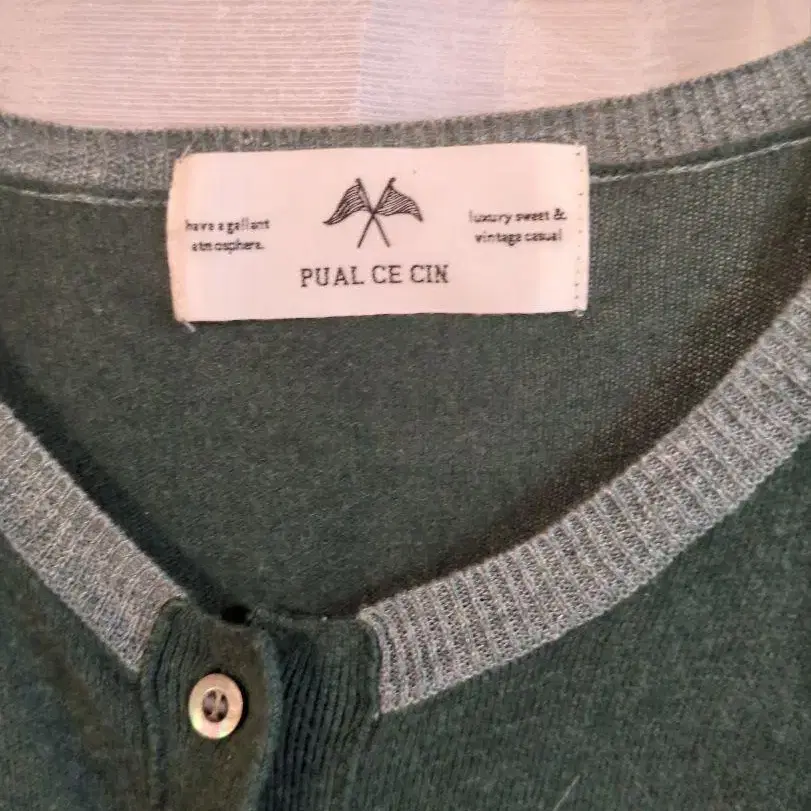 have a gallant
atmosphere.
luxury sweet &
vintage casual
PUAL CE CIN